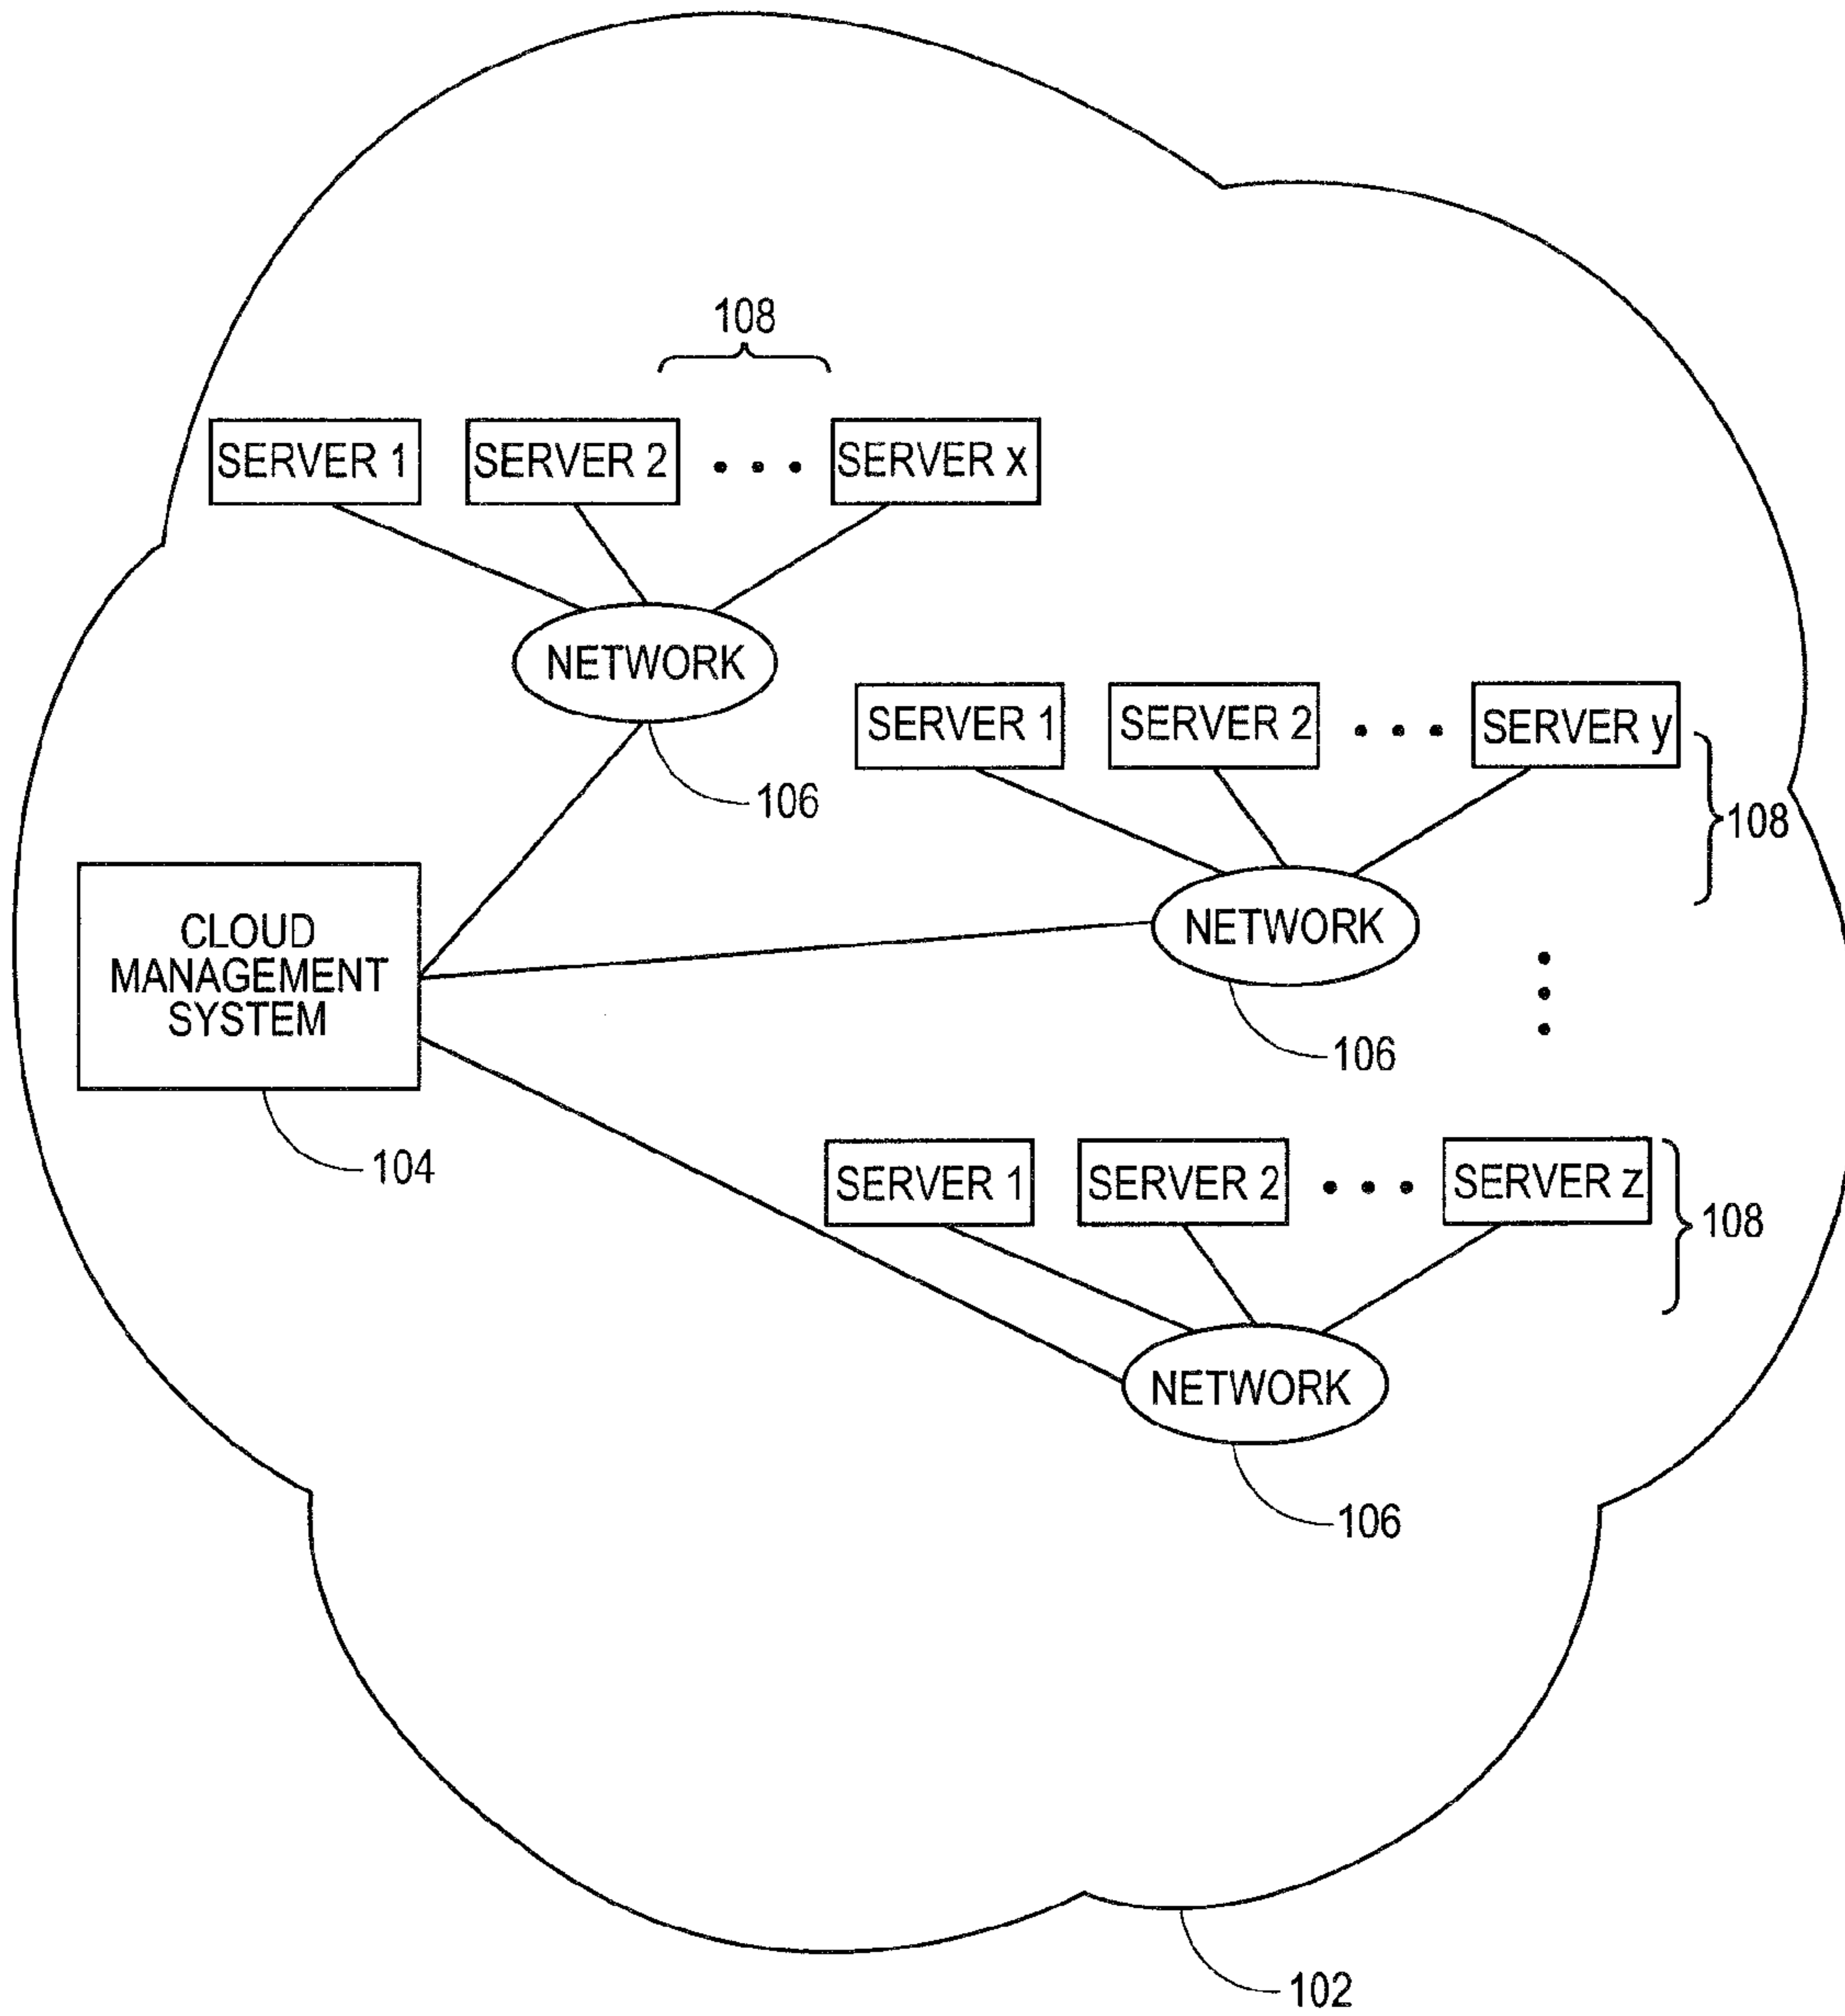 108
SERVER 1
SERVER 2
SERVER x
NETWORK
106
SERVER 1
SERVER 2
SERVER y
108
CLOUD
MANAGEMENT
SYSTEM
104
NETWORK
106
SERVER 1
SERVER 2
SERVER z
108
NETWORK
106
102